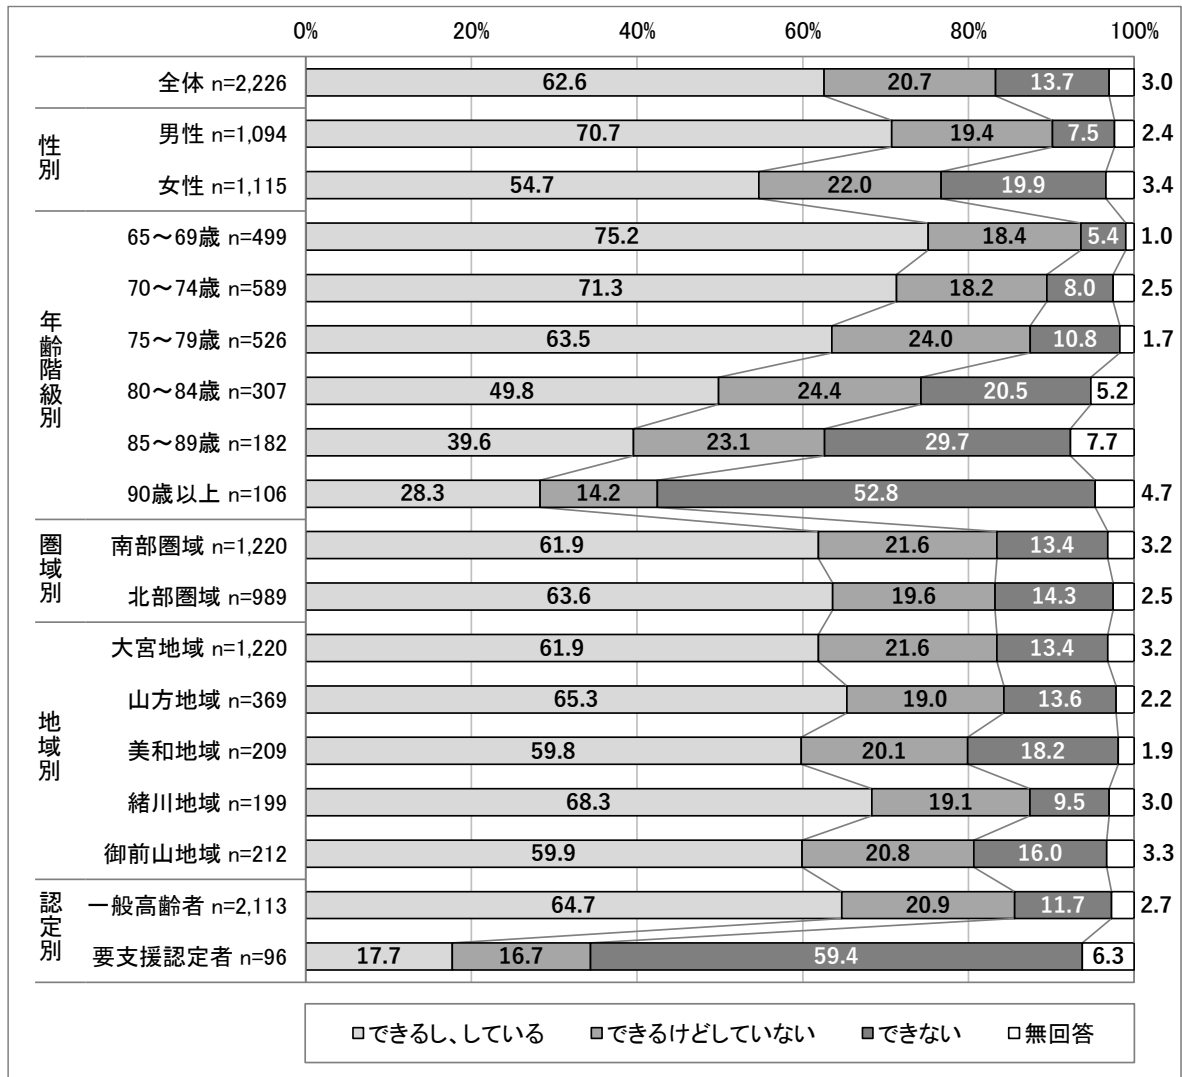 0% 20% 40% 60% 80% 100%
全体 n=2,226 62.6 20.7 13.7 3.0
性別
男性 n=1,094 70.7 19.4 7.5 2.4
女性 n=1,115 54.7 22.0 19.9 3.4
年齢階級別
65～69歳 n=499 75.2 18.4 5.4 1.0
70～74歳 n=589 71.3 18.2 8.0 2.5
75～79歳 n=526 63.5 24.0 10.8 1.7
80～84歳 n=307 49.8 24.4 20.5 5.2
85～89歳 n=182 39.6 23.1 29.7 7.7
90歳以上 n=106 28.3 14.2 52.8 4.7
圏域別
南部圏域 n=1,220 61.9 21.6 13.4 3.2
北部圏域 n=989 63.6 19.6 14.3 2.5
地域別
大宮地域 n=1,220 61.9 21.6 13.4 3.2
山方地域 n=369 65.3 19.0 13.6 2.2
美和地域 n=209 59.8 20.1 18.2 1.9
緒川地域 n=199 68.3 19.1 9.5 3.0
御前山地域 n=212 59.9 20.8 16.0 3.3
認定別
一般高齢者 n=2,113 64.7 20.9 11.7 2.7
要支援認定者 n=96 17.7 16.7 59.4 6.3
できるし、している できるけどしていない できない 無回答